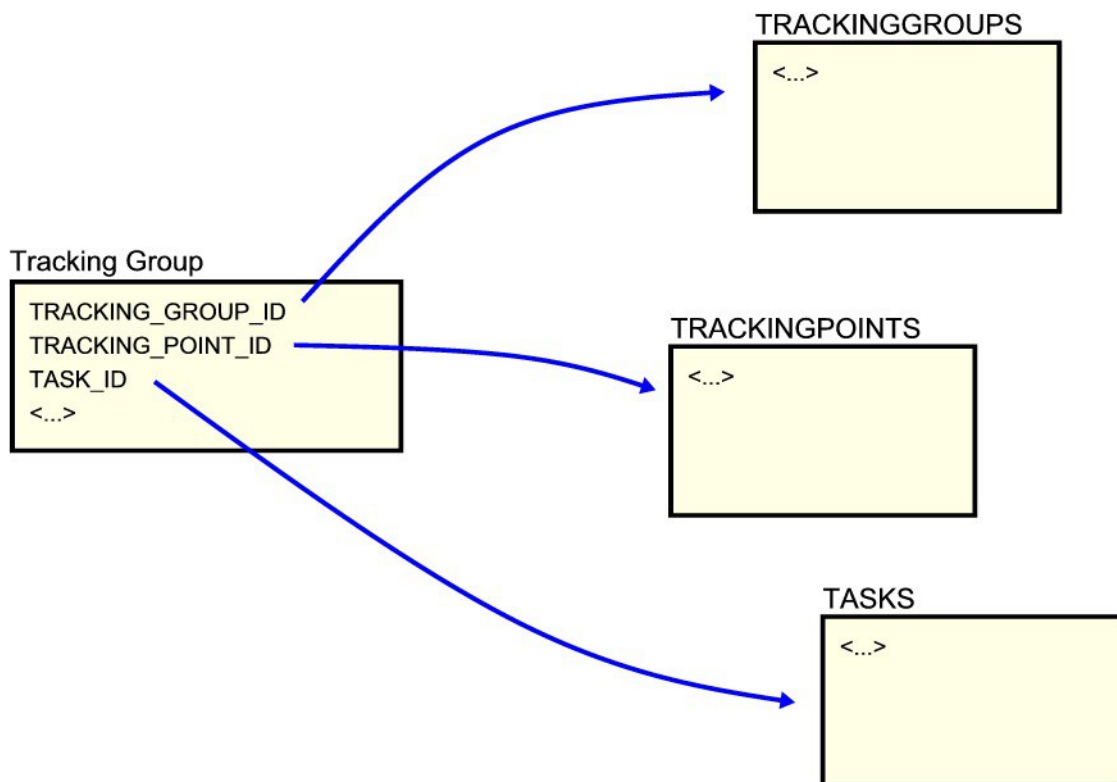 TRACKINGGROUPS
<...>
Tracking Group
TRACKING_GROUP_ID
TRACKING_POINT_ID
TASK_ID
<...>
TRACKINGPOINTS
<...>
TASKS
<...>